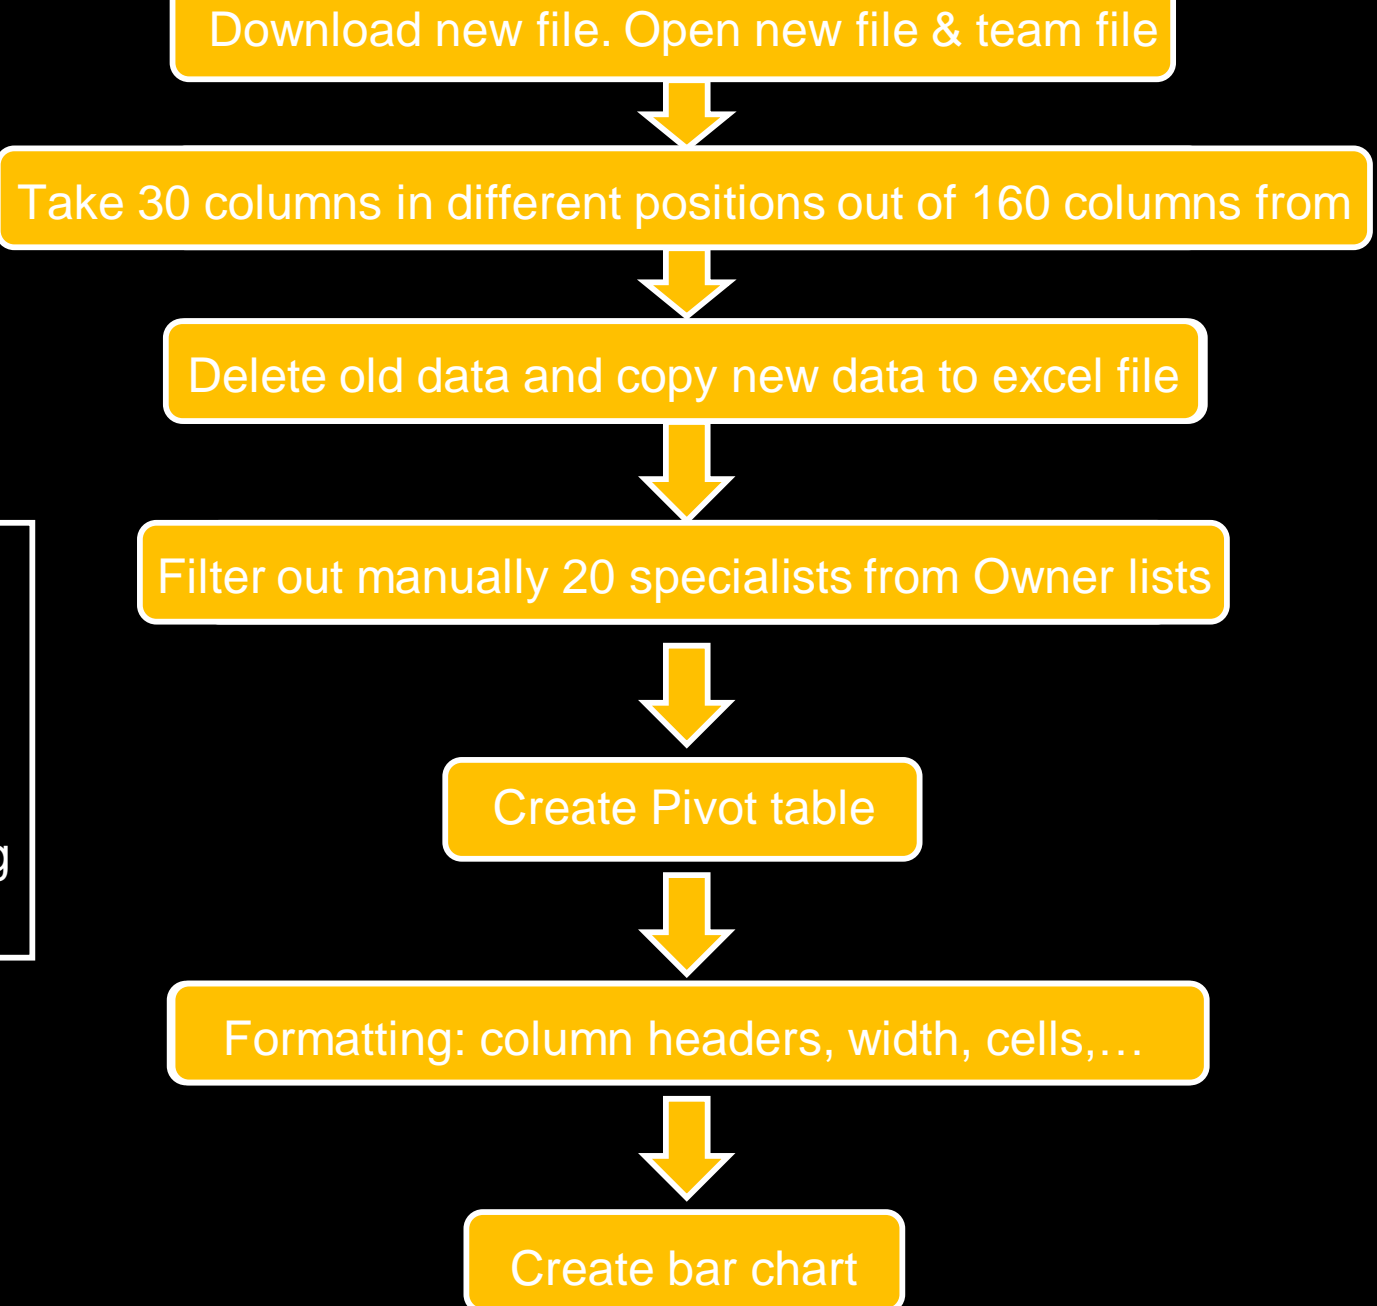 Download new file. Open new file & team file
Take 30 columns in different positions out of 160 columns from
Delete old data and copy new data to excel file
Filter out manually 20 specialists from Owner lists
Create Pivot table
g
Formatting: column headers, width, cells,…
Create bar chart